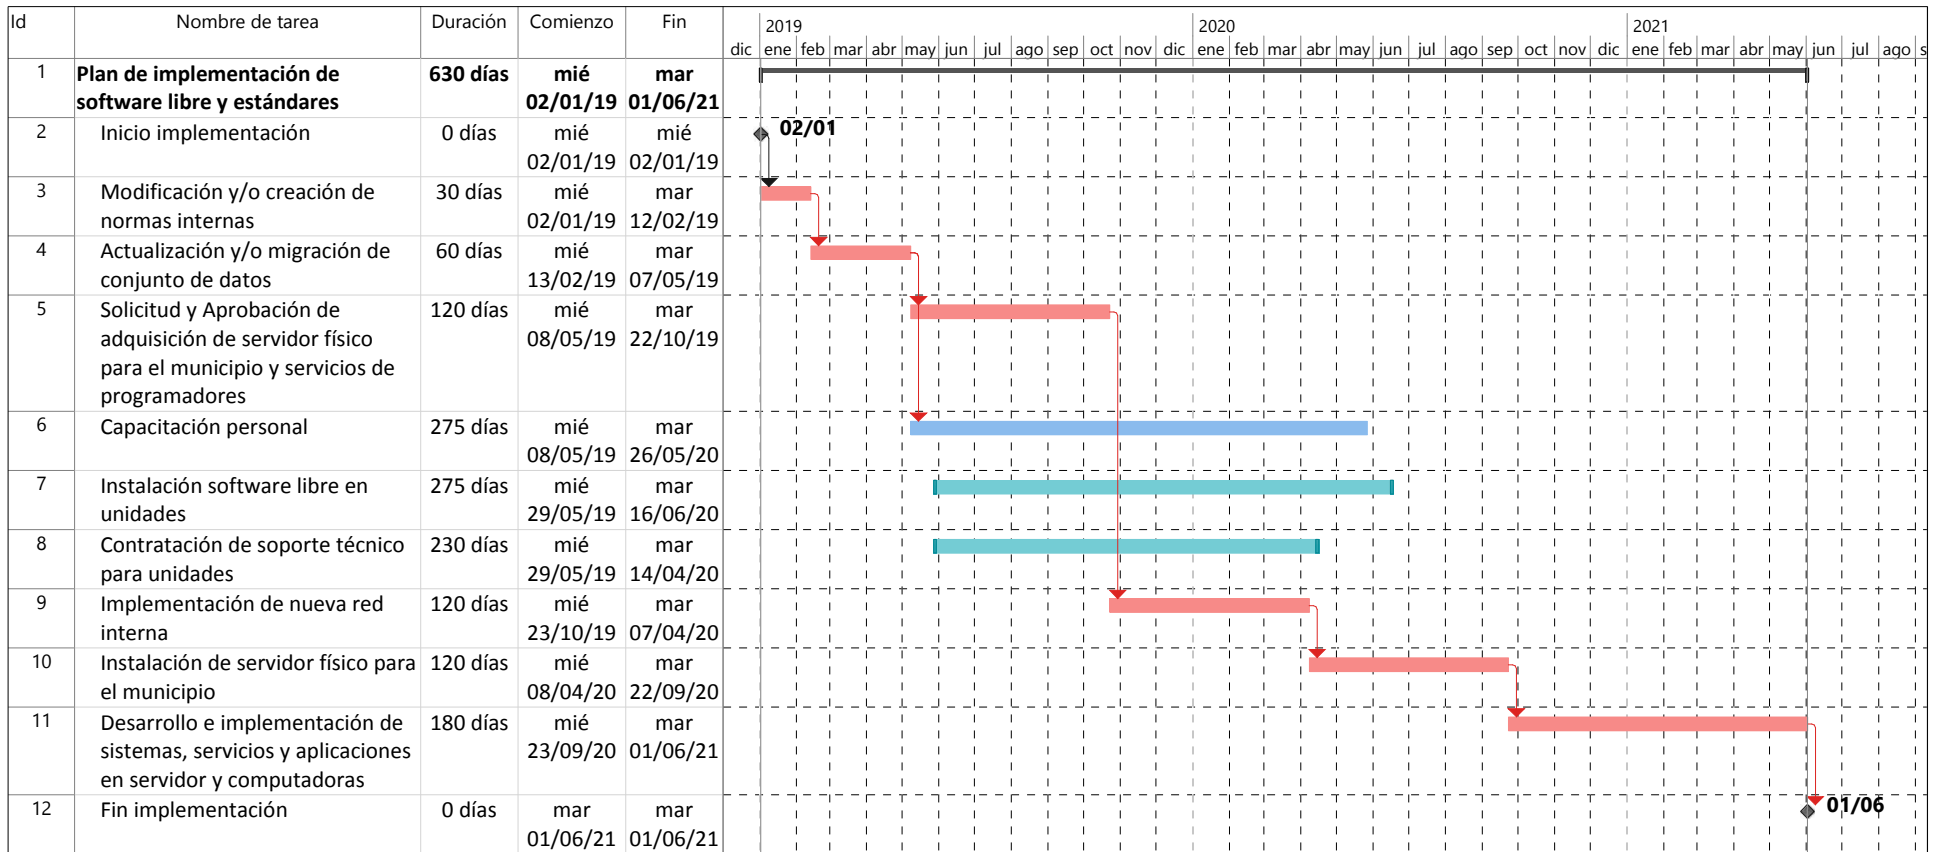 Id Nombre de tarea Duración Comienzo Fin 2019 2020 2021
dic ene feb mar abr may jun jul ago sep oct nov dic ene feb mar abr may jun jul ago sep oct nov dic ene feb mar abr may jun jul ago s
1 Plan de implementación de 630 días mié mar
software libre y estándares 02/01/19 01/06/21
2 Inicio implementación 0 días mié mié 02/01
02/01/19 02/01/19
3 Modificación y/o creación de 30 días mié mar
normas internas 02/01/19 12/02/19
4 Actualización y/o migración de 60 días mié mar
conjunto de datos 13/02/19 07/05/19
5 Solicitud y Aprobación de 120 días mié mar
adquisición de servidor físico 08/05/19 22/10/19
para el municipio y servicios de
programadores
6 Capacitación personal 275 días mié mar
08/05/19 26/05/20
7 Instalación software libre en 275 días mié mar
unidades 29/05/19 16/06/20
8 Contratación de soporte técnico 230 días mié mar
para unidades 29/05/19 14/04/20
9 Implementación de nueva red 120 días mié mar
interna 23/10/19 07/04/20
10 Instalación de servidor físico para 120 días mié mar
el municipio 08/04/20 22/09/20
11 Desarrollo e implementación de 180 días mié mar
sistemas, servicios y aplicaciones 23/09/20 01/06/21
en servidor y computadoras
12 Fin implementación 0 días mar mar 01/06
01/06/21 01/06/21